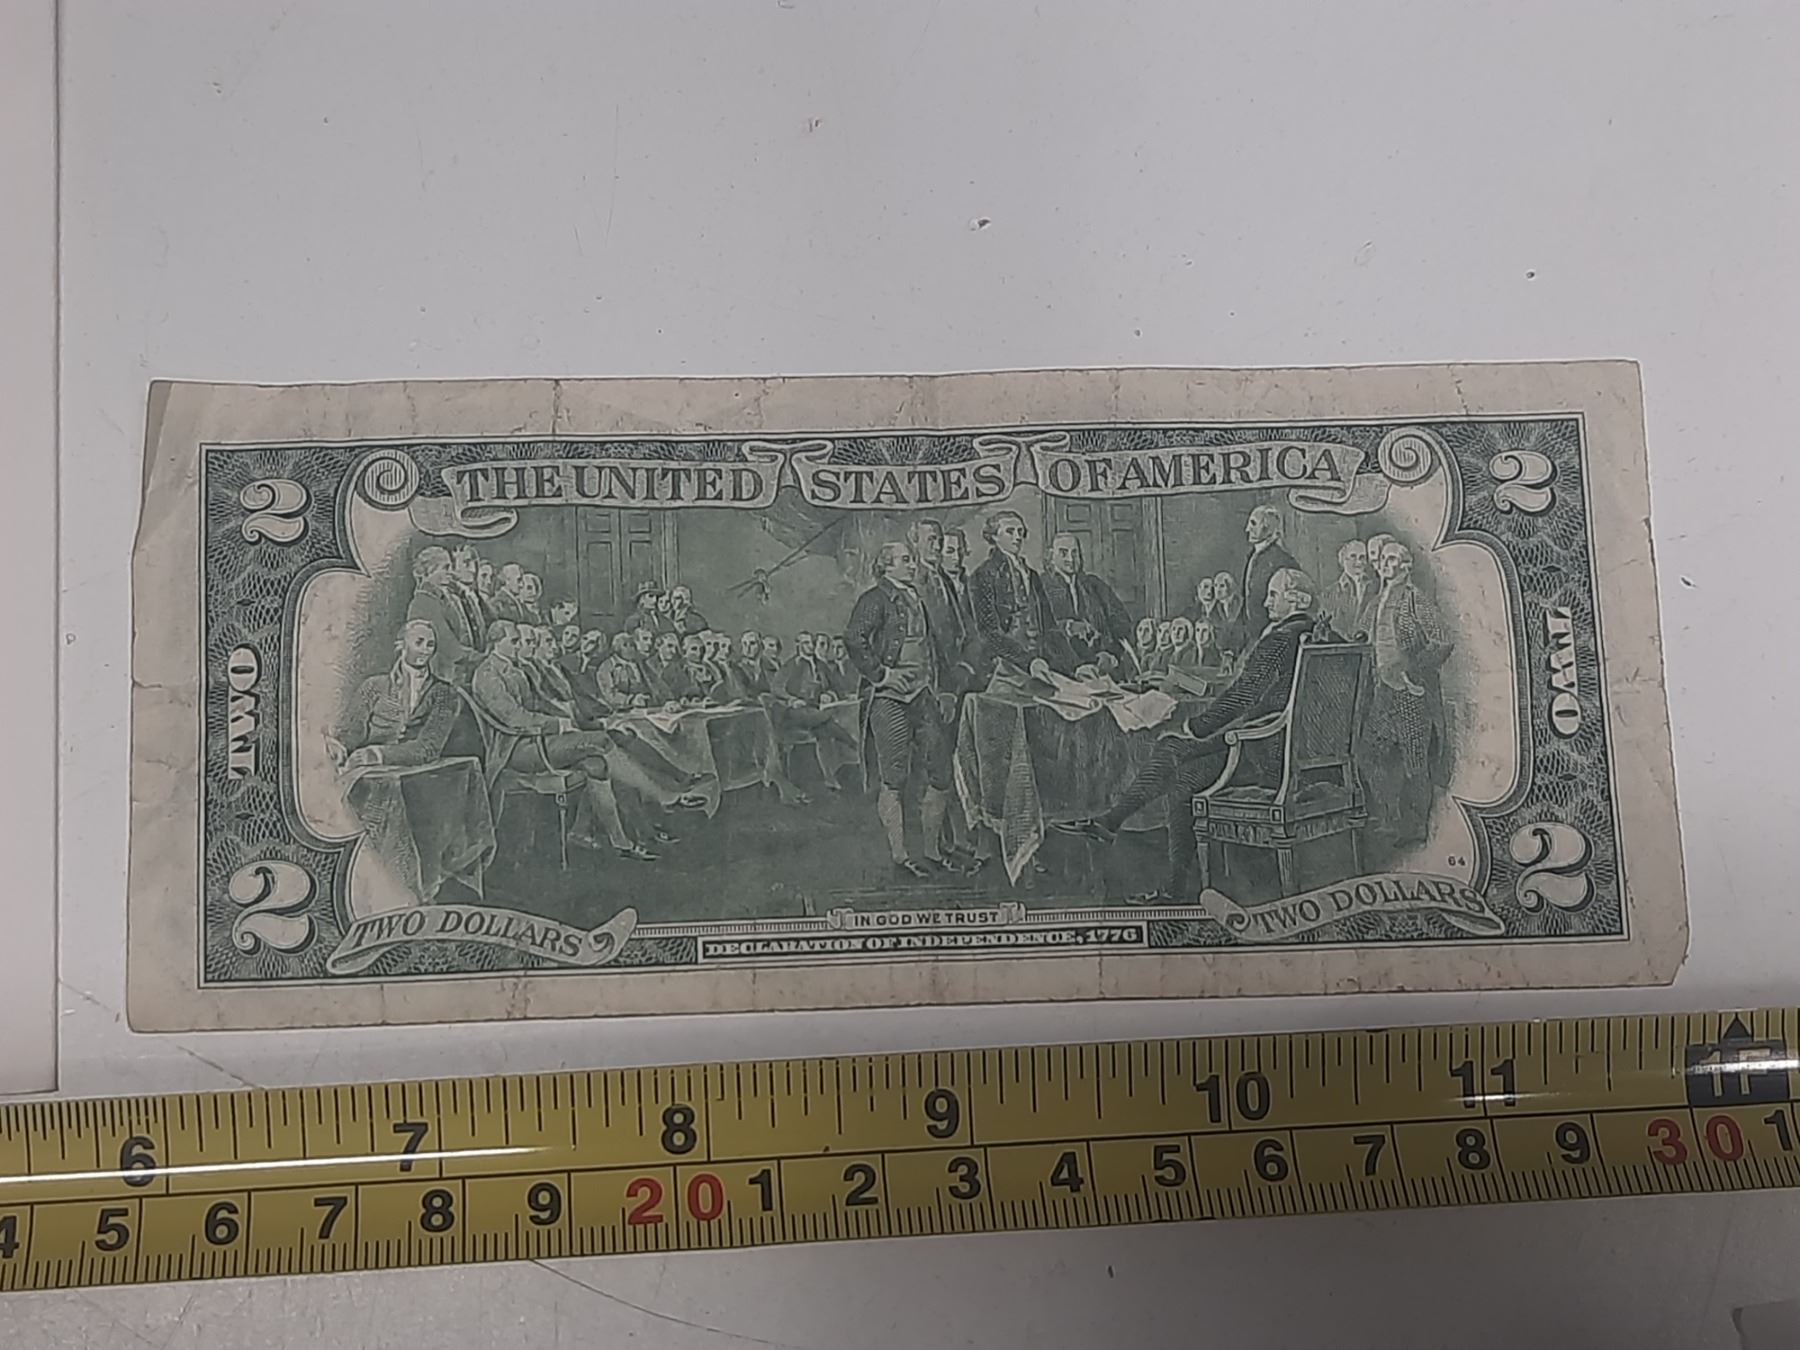 THE UNITED STATES OF AMERICA
2 2
TWO TWO
64
2 TWO DOLLARS IN GOD WE TRUST TWO DOLLARS 2
DECLARATION OF INDEPENDENCE, 1776
6 7 8 9 10 11 1F
4 5 6 7 8 9 20 1 2 3 4 5 6 7 8 9 30 1